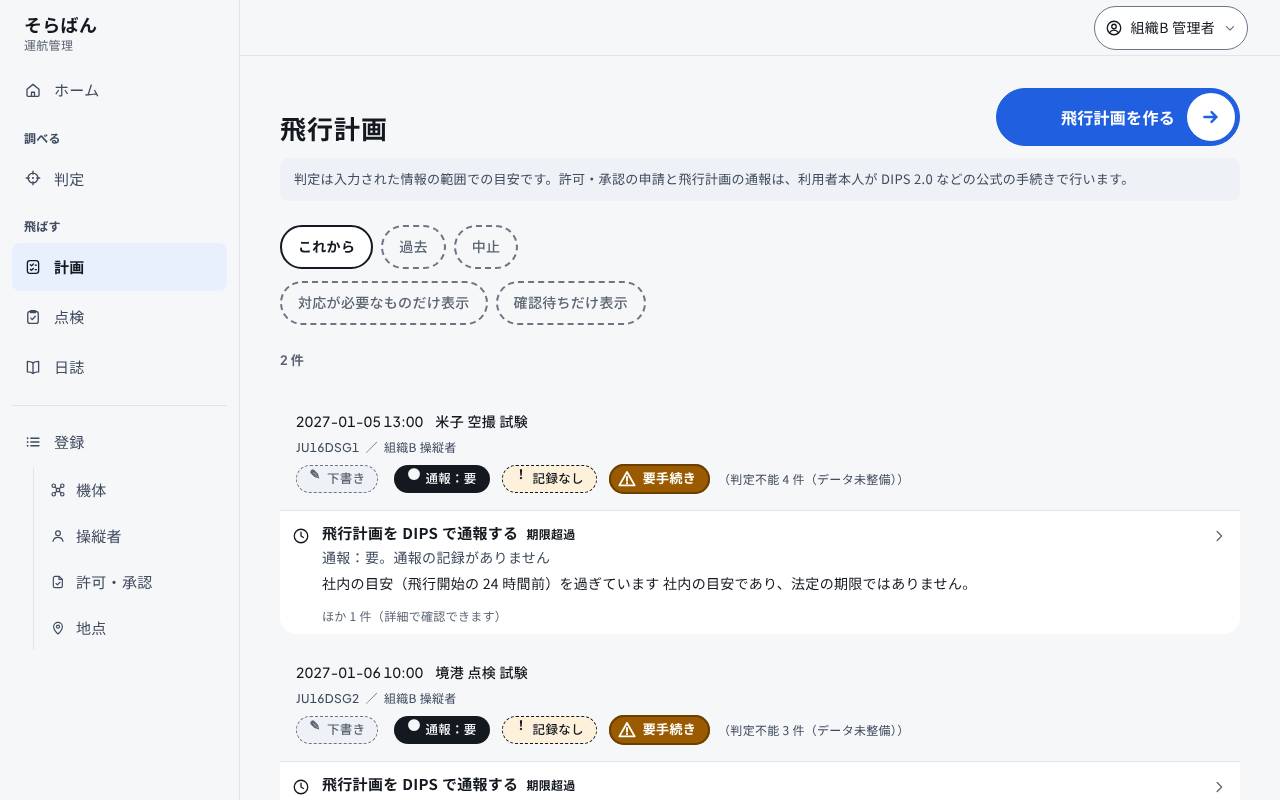 そらばん
運航管理
組織B 管理者
ホーム
調べる
判定
飛ばす
計画
点検
日誌
登録
機体
操縦者
許可・承認
地点
飛行計画
飛行計画を作る
判定は入力された情報の範囲での目安です。許可・承認の申請と飛行計画の通報は、利用者本人が DIPS 2.0 などの公式の手続きで行います。
これから 過去 中止
対応が必要なものだけ表示 確認待ちだけ表示
2 件
2027-01-05 13:00 米子 空撮 試験
JU16DSG1 ／ 組織B 操縦者
下書き 通報：要 ! 記録なし 要手続き （判定不能 4 件（データ未整備））
飛行計画を DIPS で通報する 期限超過
通報：要。通報の記録がありません
社内の目安（飛行開始の 24 時間前）を過ぎています 社内の目安であり、法定の期限ではありません。
ほか 1 件（詳細で確認できます）
2027-01-06 10:00 境港 点検 試験
JU16DSG2 ／ 組織B 操縦者
下書き 通報：要 ! 記録なし 要手続き （判定不能 3 件（データ未整備））
飛行計画を DIPS で通報する 期限超過